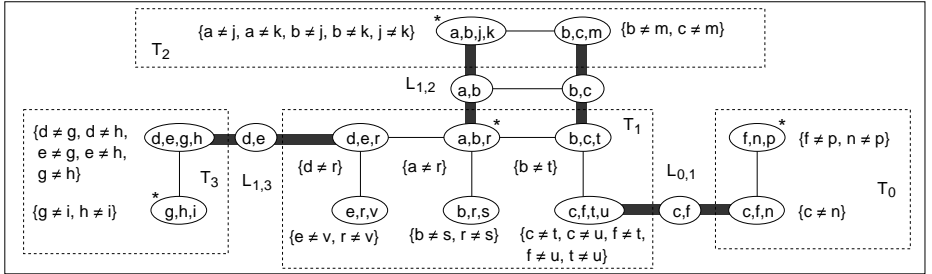 {a ≠ j, a ≠ k, b ≠ j, b ≠ k, j ≠ k}
*
a,b,j,k
b,c,m
{b ≠ m, c ≠ m}
T2
L1,2
a,b
b,c
T1
{d ≠ g, d ≠ h,
e ≠ g, e ≠ h,
g ≠ h}
d,e,g,h
d,e
d,e,r
a,b,r
*
b,c,t
f,n,p
*
{f ≠ p, n ≠ p}
{d ≠ r}
{a ≠ r}
{b ≠ t}
T3
L1,3
L0,1
T0
{g ≠ i, h ≠ i}
*
g,h,i
e,r,v
b,r,s
c,f,t,u
c,f
c,f,n
{c ≠ n}
{e ≠ v, r ≠ v}
{b ≠ s, r ≠ s}
{c ≠ t, c ≠ u, f ≠ t,
f ≠ u, t ≠ u}